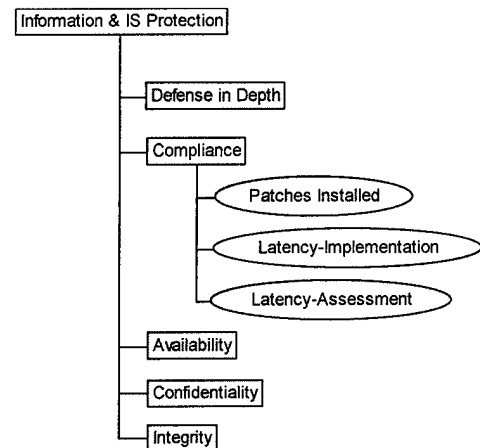 Information & IS Protection
Defense in Depth
Compliance
Patches Installed
Latency-Implementation
Latency-Assessment
Availability
Confidentiality
Integrity